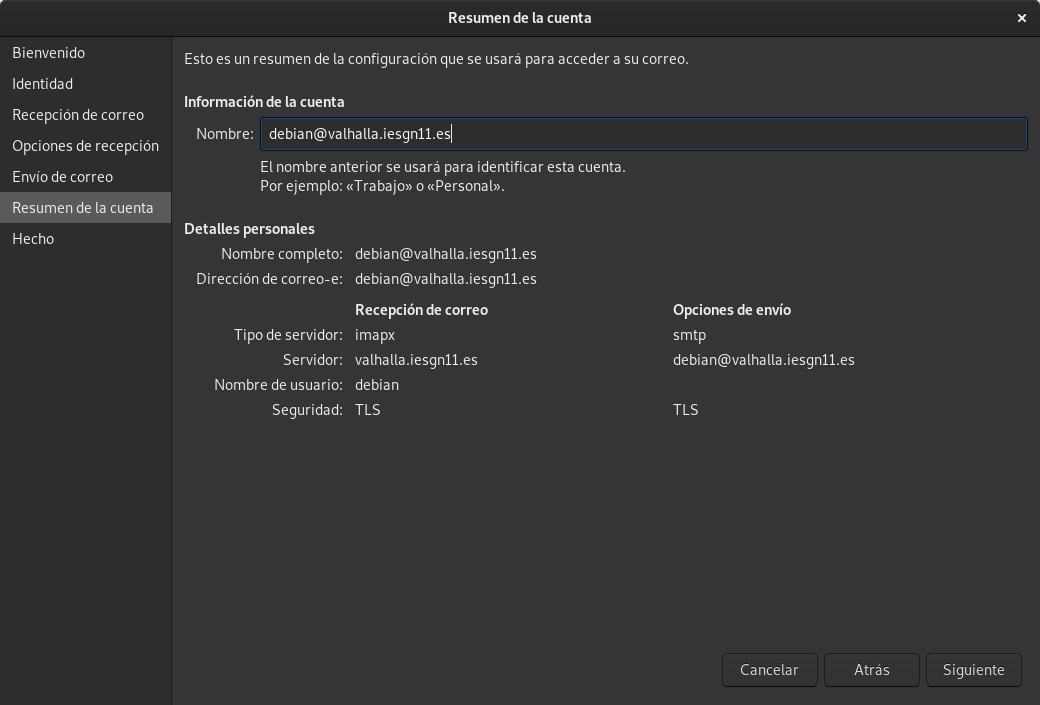 Resumen de la cuenta
Bienvenido
Identidad
Recepción de correo
Opciones de recepción
Envío de correo
Resumen de la cuenta
Hecho
Esto es un resumen de la configuración que se usará para acceder a su correo.
Información de la cuenta
Nombre: debian@valhalla.iesgn11.es
El nombre anterior se usará para identificar esta cuenta.
Por ejemplo: «Trabajo» o «Personal».
Detalles personales
Nombre completo: debian@valhalla.iesgn11.es
Dirección de correo-e: debian@valhalla.iesgn11.es
Recepción de correo Opciones de envío
Tipo de servidor: imapx smtp
Servidor: valhalla.iesgn11.es debian@valhalla.iesgn11.es
Nombre de usuario: debian
Seguridad: TLS TLS
Cancelar Atrás Siguiente